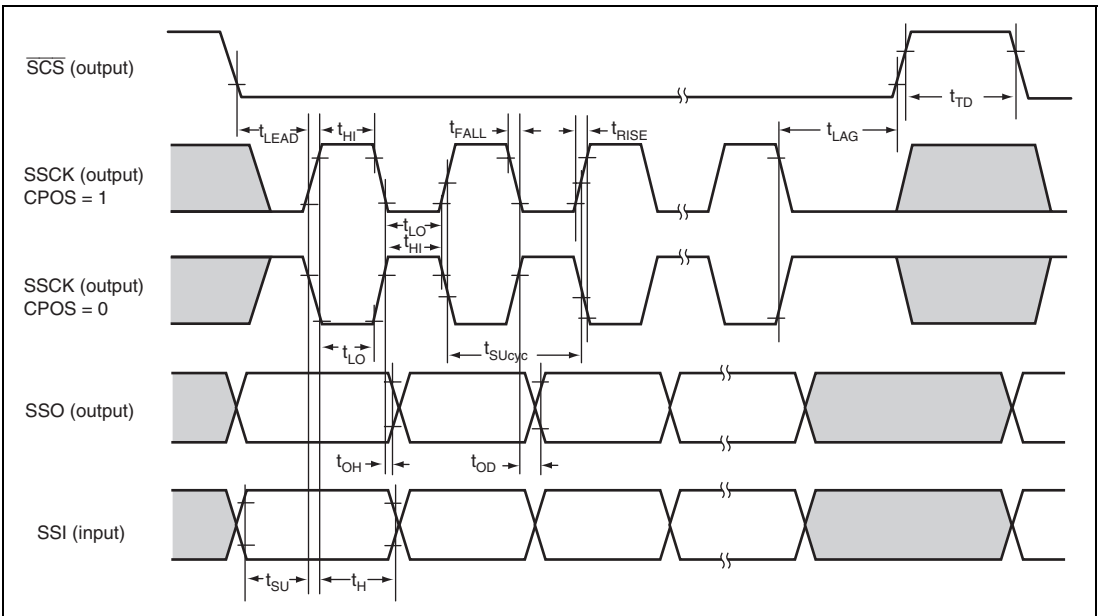 SCS (output)
tTD
tLEAD
tHI
tFALL
tRISE
tLAG
SSCK (output)
CPOS = 1
tLO
tHI
SSCK (output)
CPOS = 0
tLO
tSUcyc
SSO (output)
tOH
tOD
SSI (input)
tSU
tH